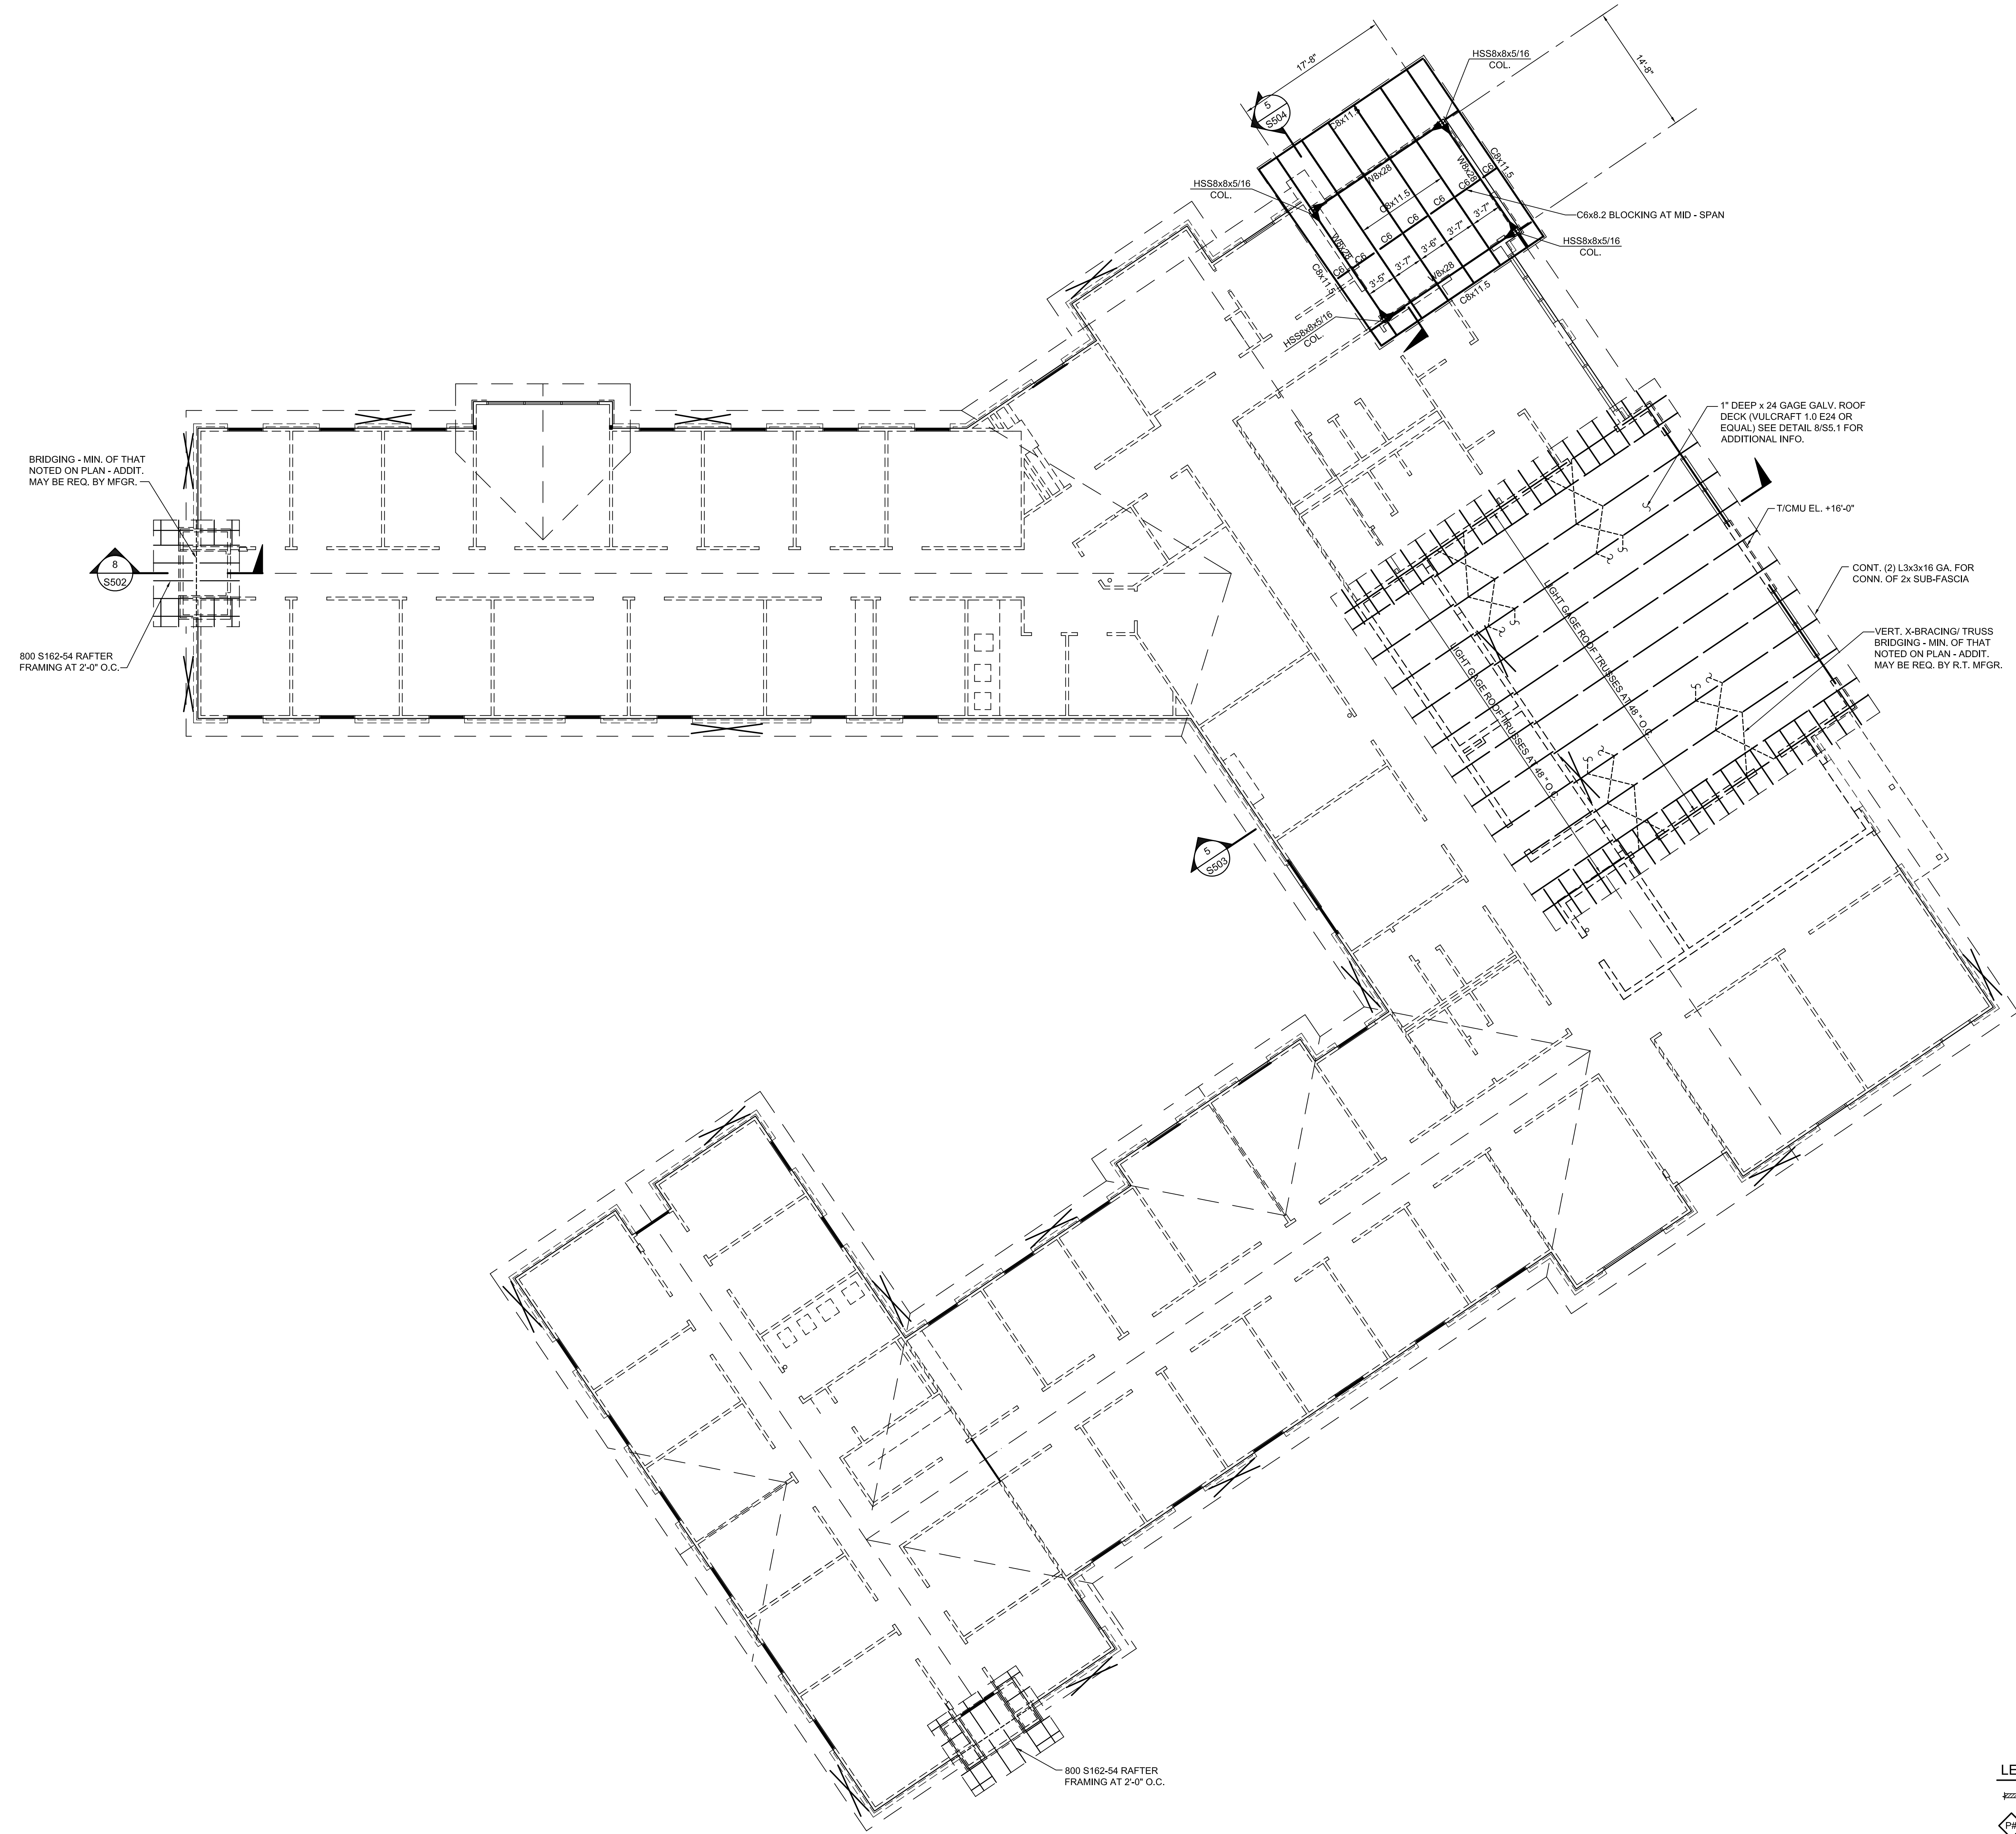 17'-8"
14'-8"
HSS8x8x5/16
COL.
5
S504
C8x11.5
W8x28
W8x28
C8x11.5
C6
C6
HSS8x8x5/16
COL.
C8x11.5
C6
C6
C6
C6x8.2 BLOCKING AT MID - SPAN
3'-7"
3'-7"
3'-6"
3'-7"
3'-5"
HSS8x8x5/16
COL.
W8x28
C6
C6
W8x28
C8x11.5
C8x11.5
HSS8x8x5/16
COL.
1" DEEP x 24 GAGE GALV. ROOF
DECK (VULCRAFT 1.0 E24 OR
EQUAL) SEE DETAIL 8/S5.1 FOR
ADDITIONAL INFO.
BRIDGING - MIN. OF THAT
NOTED ON PLAN - ADDIT.
MAY BE REQ. BY MFGR.
T/CMU EL. +16'-0"
8
S502
CONT. (2) L3x3x16 GA. FOR
CONN. OF 2x SUB-FASCIA
LIGHT GAGE ROOF TRUSSES AT 48 " O.C.
LIGHT GAGE ROOF TRUSSES AT 48 " O.C.
800 S162-54 RAFTER
FRAMING AT 2'-0" O.C.
VERT. X-BRACING/ TRUSS
BRIDGING - MIN. OF THAT
NOTED ON PLAN - ADDIT.
MAY BE REQ. BY R.T. MFGR.
5
S503
800 S162-54 RAFTER
FRAMING AT 2'-0" O.C.